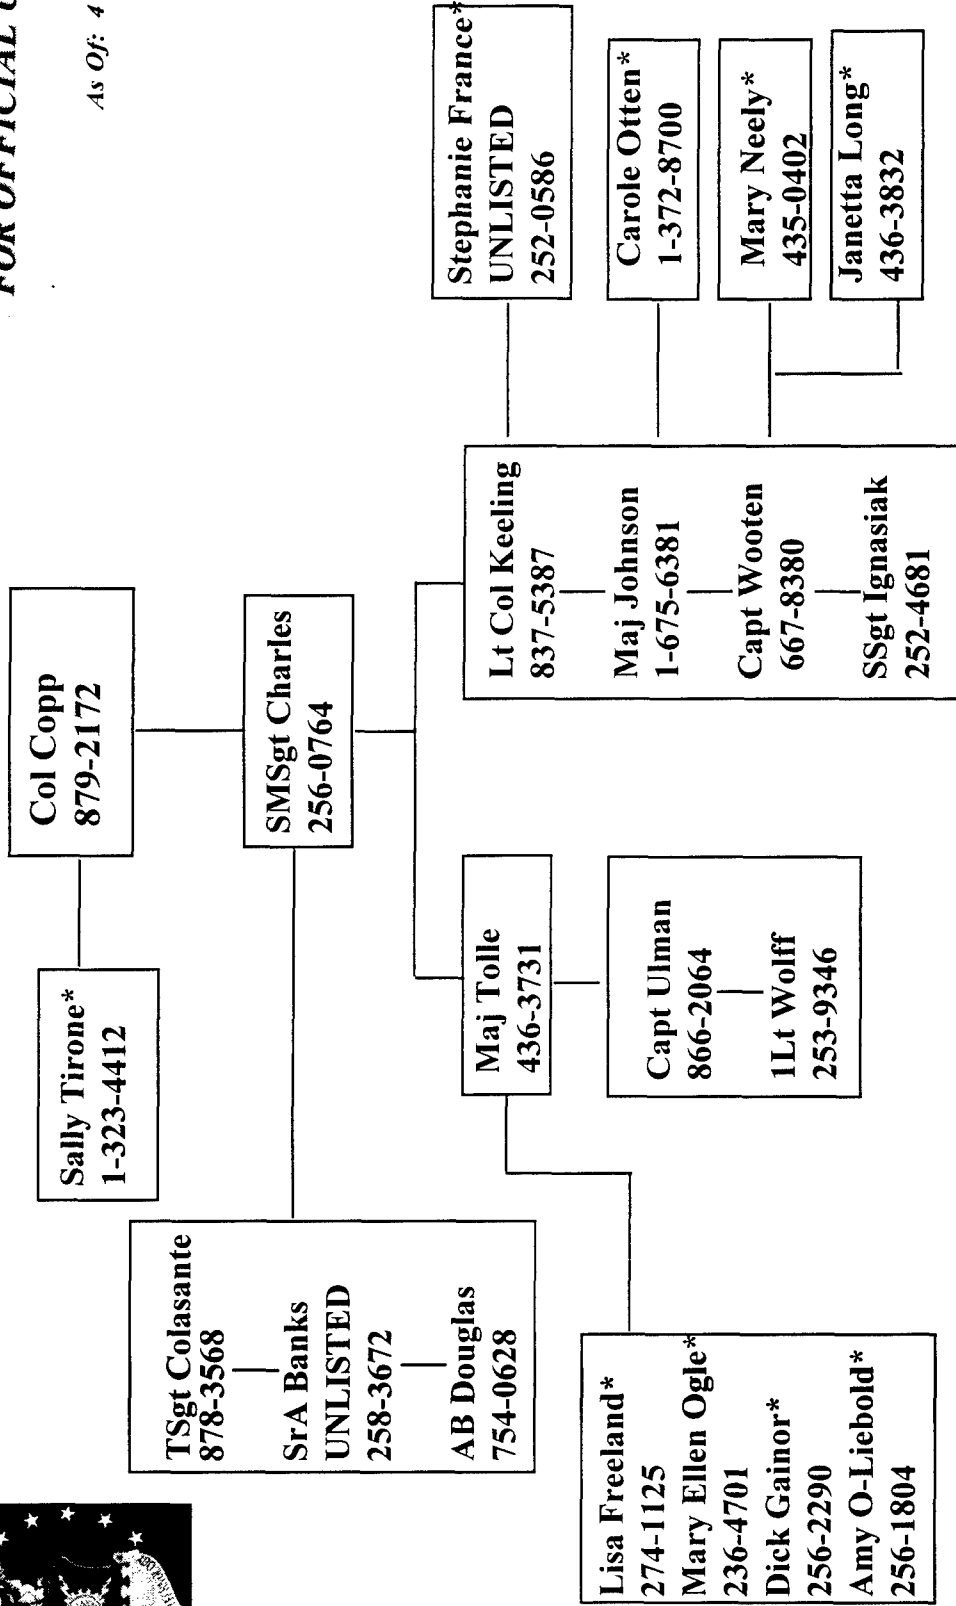 FOR OFFICIAL
As Of: 4
Col Copp
879-2172
Sally Tirone*
1-323-4412
SMSgt Charles
256-0764
TSgt Colasante
878-3568
SrA Banks
UNLISTED
258-3672
AB Douglas
754-0628
Maj Tolle
436-3731
Capt Ulman
866-2064
1Lt Wolff
253-9346
Lisa Freeland*
274-1125
Mary Ellen Ogle*
236-4701
Dick Gainor*
256-2290
Amy O-Liebold*
256-1804
Lt Col Keeling
837-5387
Maj Johnson
1-675-6381
Capt Wooten
667-8380
SSgt Ignasiak
252-4681
Stephanie France*
UNLISTED
252-0586
Carole Otten*
1-372-8700
Mary Neely*
435-0402
Janetta Long*
436-3832